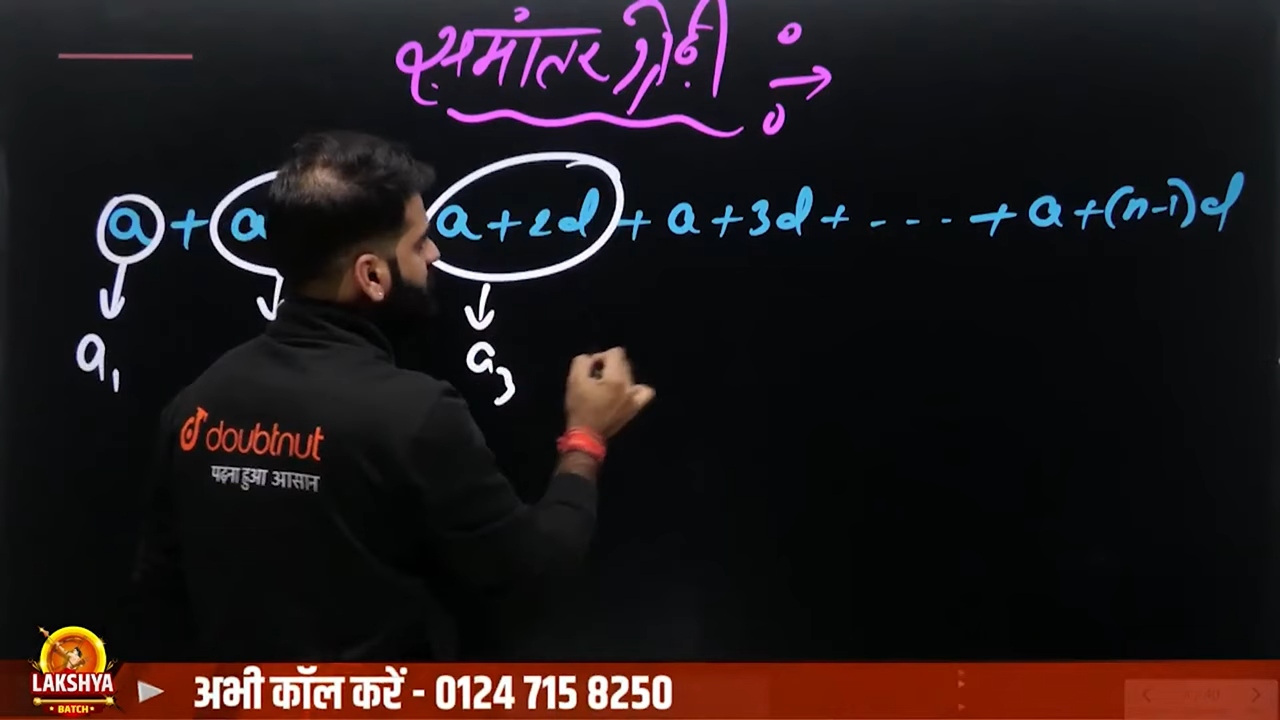 समांतर श्रेढ़ी :→
a + a a + 2d + a + 3d + - - - - + a + (n-1)d
a₁ a₃
doubtnut
पढ़ना हुआ आसान
LAKSHYA
BATCH
अभी कॉल करें - 0124 715 8250